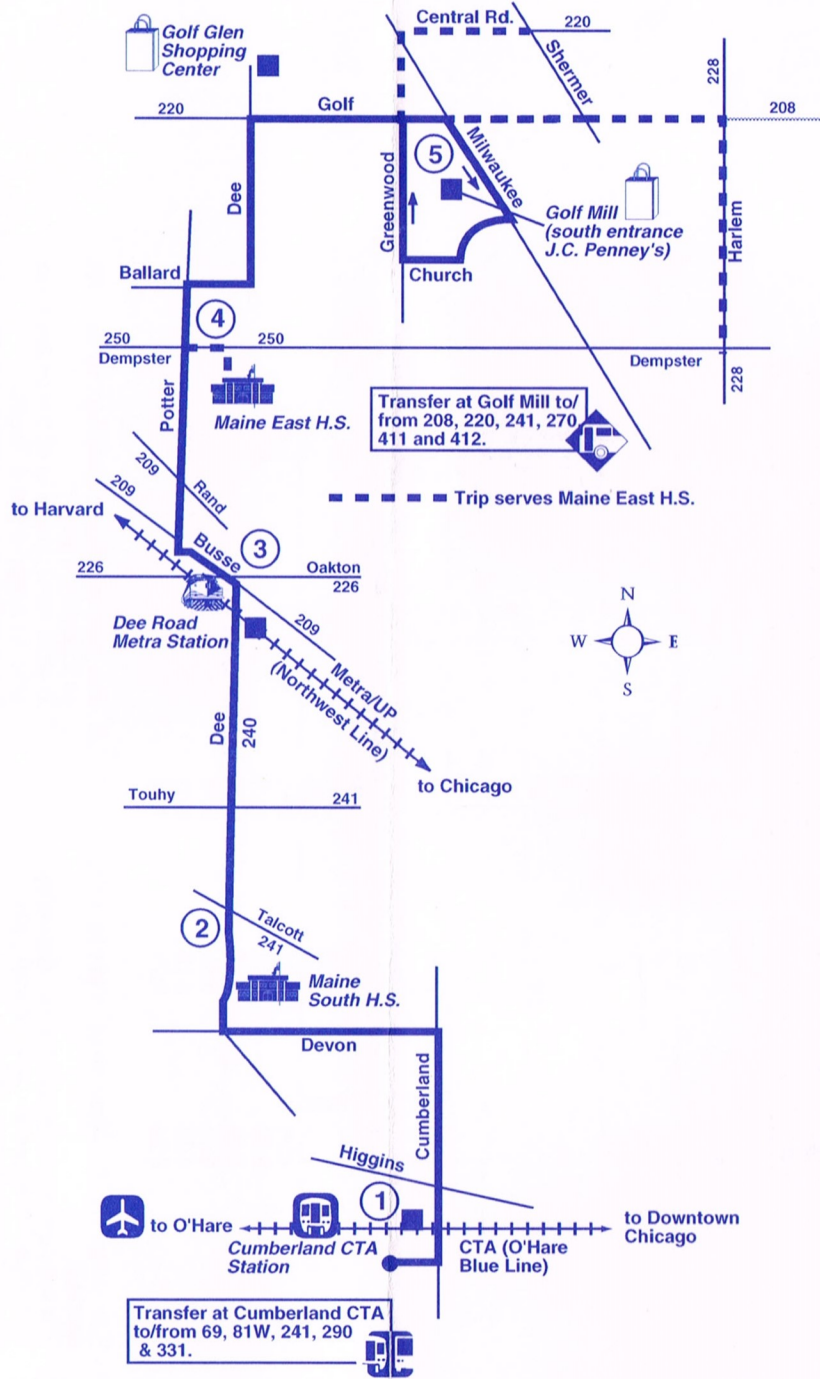 Golf Glen
Shopping
Center
Central Rd.
220
Shermer
228
220
Golf
208
Dee
Greenwood
5
Milwaukee
Golf Mill
(south entrance
J.C. Penney's)
Harlem
Ballard
Church
4
250
250
Dempster
Dempster
228
Potter
Maine East H.S.
Transfer at Golf Mill to/
from 208, 220, 241, 270,
411 and 412.
209
Rand
209
to Harvard
Trip serves Maine East H.S.
Busse
3
226
Oakton
226
Dee Road
Metra Station
209
N
W
E
S
Metra/UP
(Northwest Line)
Dee
240
to Chicago
Touhy
241
2
Talcott
241
Maine
South H.S.
Devon
Cumberland
Higgins
1
to O'Hare
Cumberland CTA
Station
CTA (O'Hare
Blue Line)
to Downtown
Chicago
Transfer at Cumberland CTA
to/from 69, 81W, 241, 290
& 331.